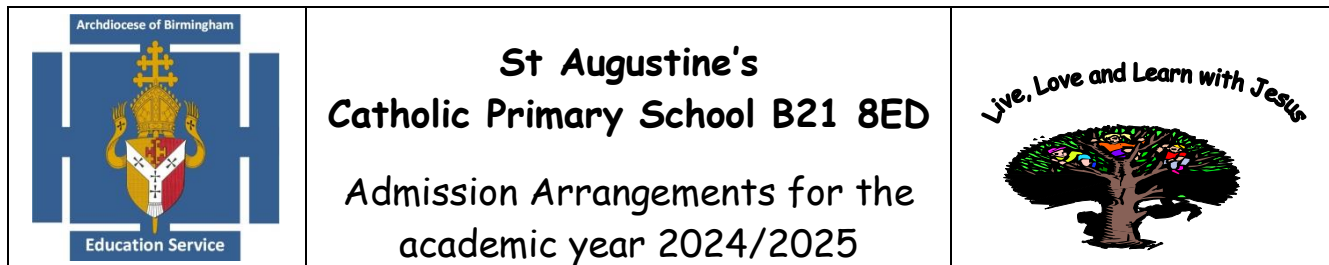 Archdiocese of Birmingham
Education Service
St Augustine's
Catholic Primary School B21 8ED
Admission Arrangements for the
academic year 2024/2025
Live, Love and Learn with Jesus